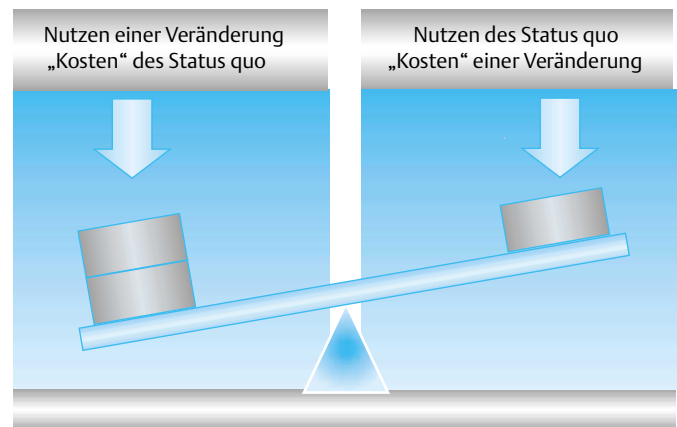 Nutzen einer Veränderung
„Kosten“ des Status quo
Nutzen des Status quo
„Kosten“ einer Veränderung